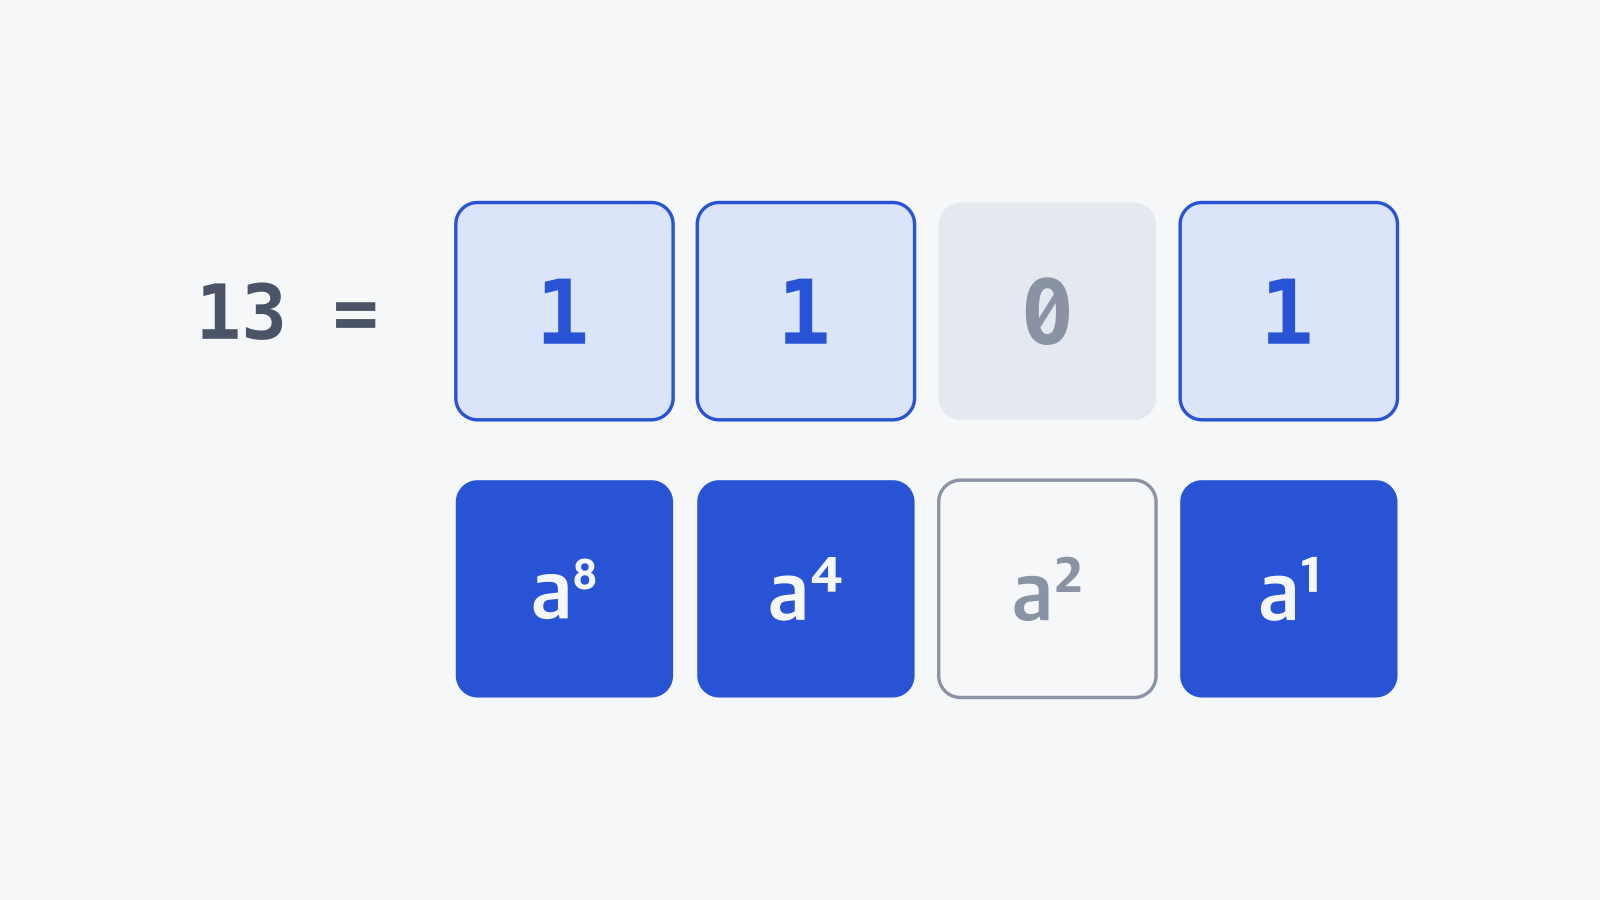 13 = 1 1 0 1
a⁸ a⁴ a² a¹